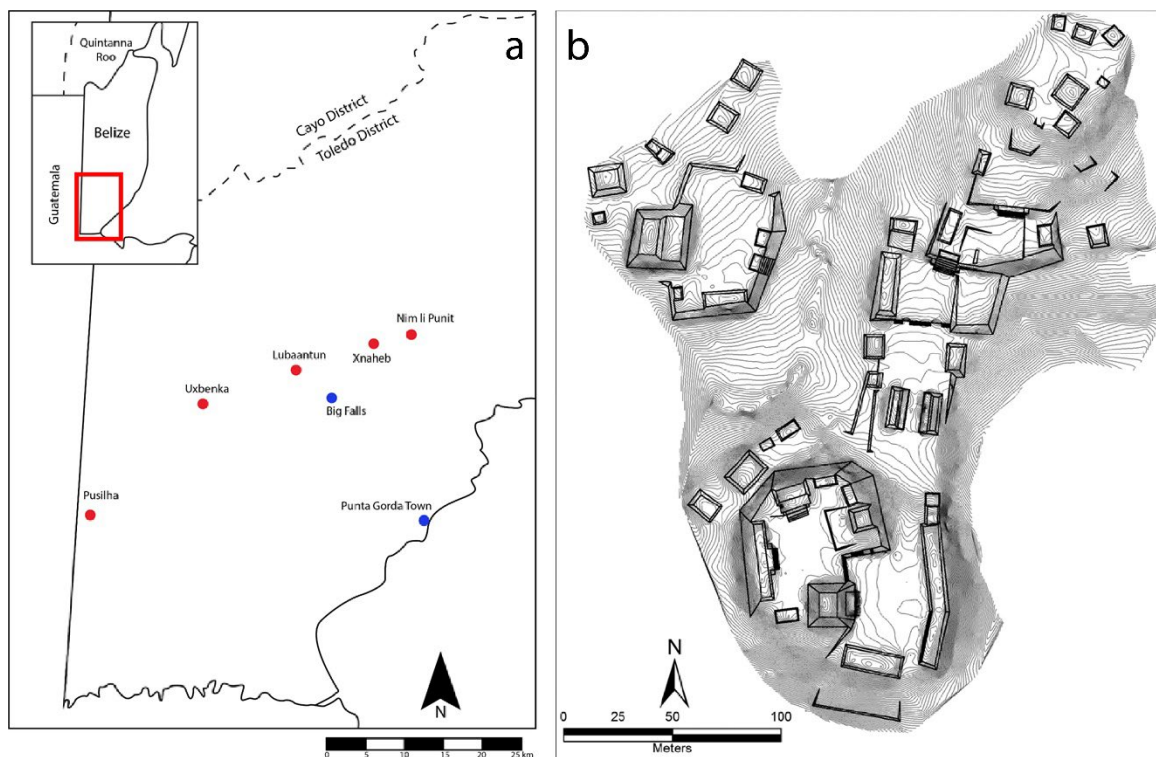 a
Quintanna
Roo
Belize
Guatemala
Cayo District
Toledo District
Nim li Punit
Xnaheb
Lubaantun
Big Falls
Uxbenka
Pusilha
Punta Gorda Town
N
0 5 10 15 20 25 km
b
N
0 25 50 100
Meters